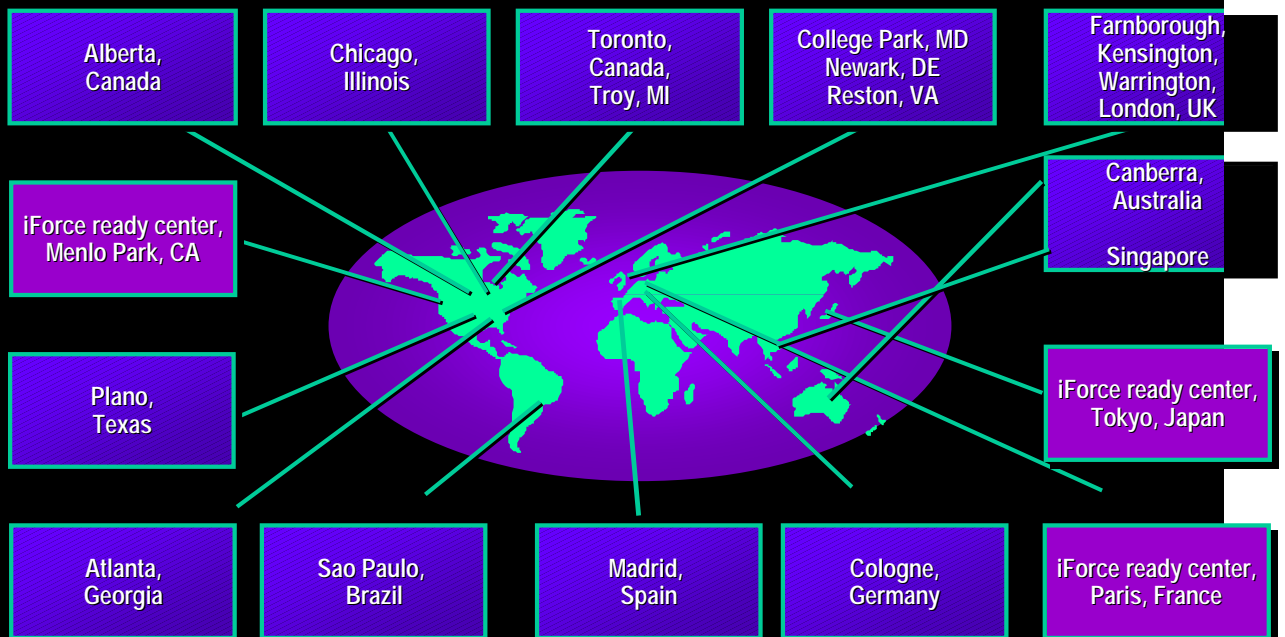 Alberta,
Canada
Chicago,
Illinois
Toronto,
Canada,
Troy, MI
College Park, MD
Newark, DE
Reston, VA
Farnborough,
Kensington,
Warrington,
London, UK
iForce ready center,
Menlo Park, CA
Canberra,
Australia
Singapore
Plano,
Texas
iForce ready center,
Tokyo, Japan
Atlanta,
Georgia
Sao Paulo,
Brazil
Madrid,
Spain
Cologne,
Germany
iForce ready center,
Paris, France